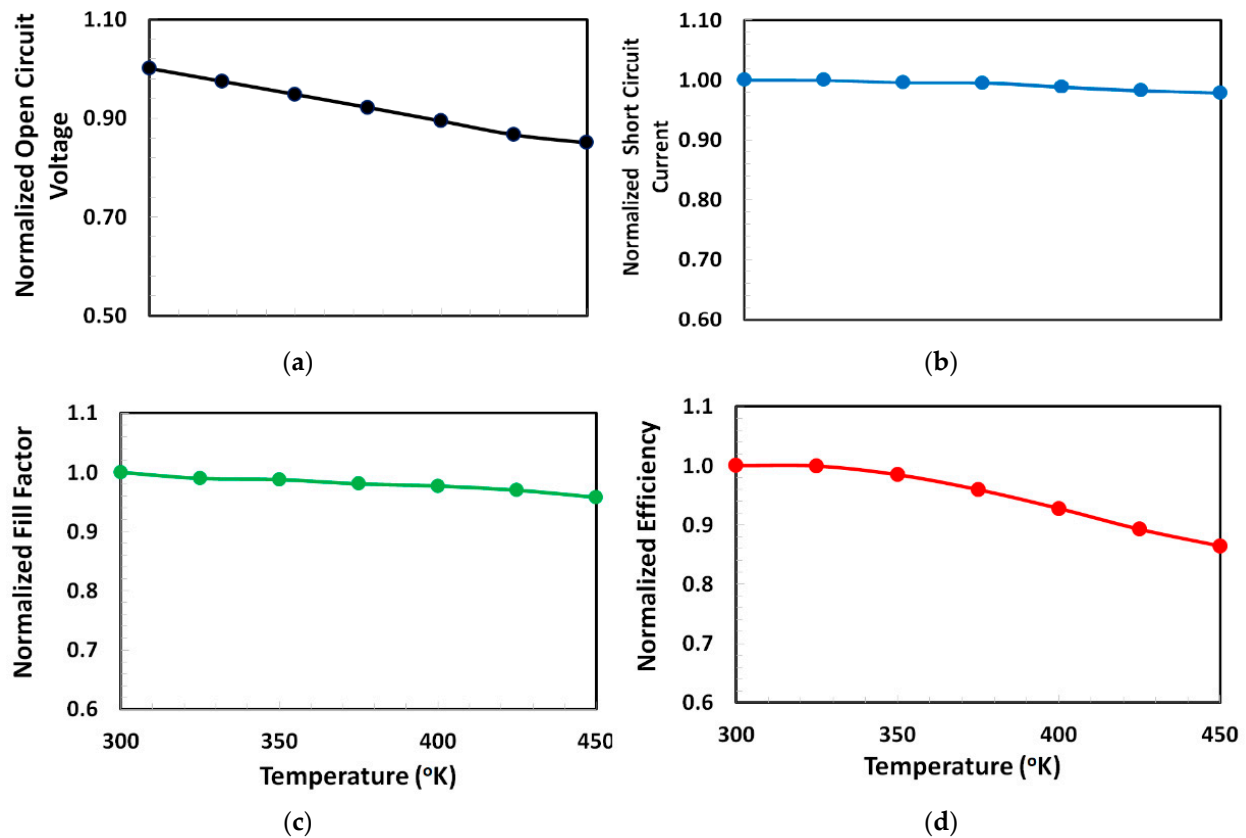 Normalized Open Circuit
Voltage
1.10
0.90
0.70
0.50
(a)
Normalized Short Circuit
Current
1.10
1.00
0.90
0.80
0.70
0.60
(b)
Normalized Fill Factor
1.1
1.0
0.9
0.8
0.7
0.6
300
350
400
450
Temperature (°K)
(c)
Normalized Efficiency
1.1
1.0
0.9
0.8
0.7
0.6
300
350
400
450
Temperature (°K)
(d)